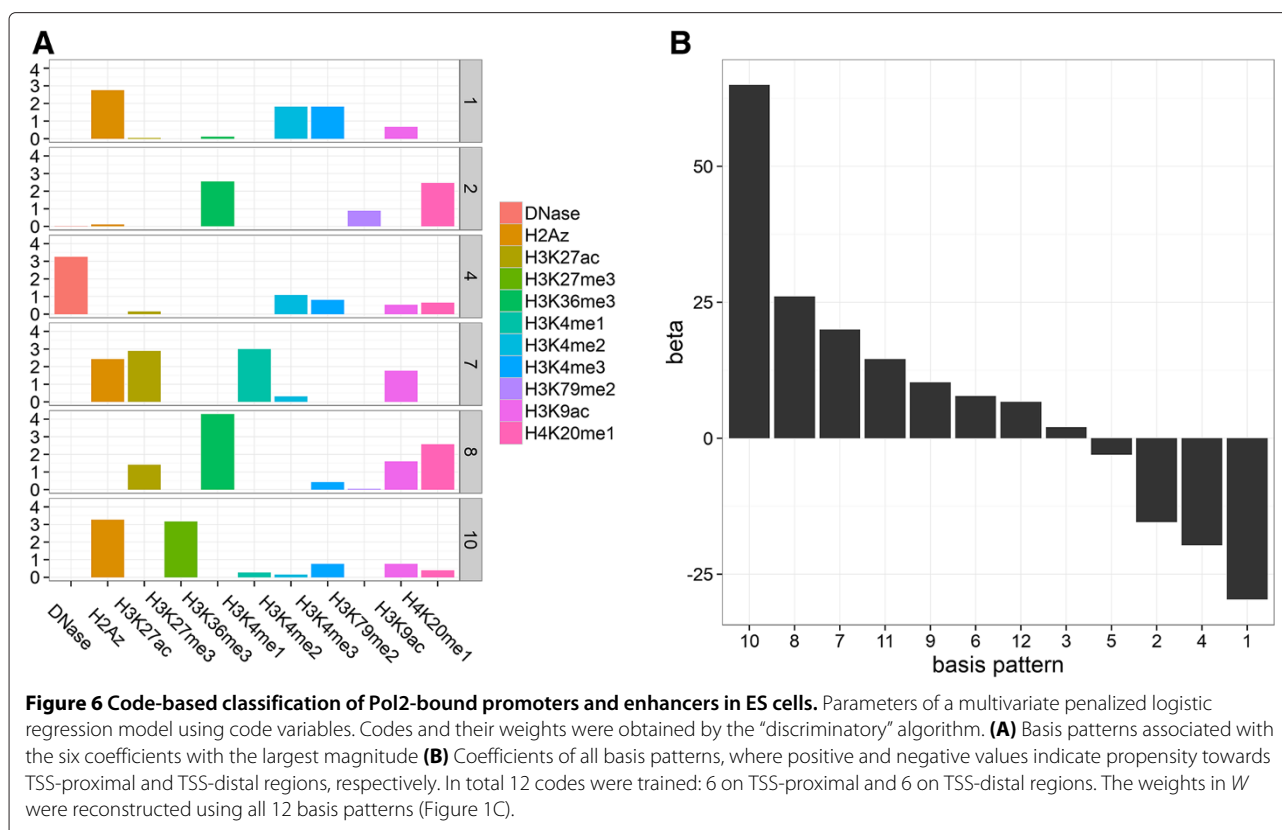 A
4
3
2
1
0
1
4
3
2
1
0
2
4
3
2
1
0
4
4
3
2
1
0
7
4
3
2
1
0
8
4
3
2
1
0
10
DNase
H2Az
H3K27ac
H3K27me3
H3K36me3
H3K4me1
H3K4me2
H3K4me3
H3K79me2
H3K9ac
H4K20me1
DNase
H2Az
H3K27ac
H3K27me3
H3K36me3
H3K4me1
H3K4me2
H3K4me3
H3K79me2
H3K9ac
H4K20me1
B
beta
50
25
0
-25
10 8 7 11 9 6 12 3 5 2 4 1
basis pattern
Figure 6 Code-based classification of Pol2-bound promoters and enhancers in ES cells. Parameters of a multivariate penalized logistic
regression model using code variables. Codes and their weights were obtained by the “discriminatory” algorithm. (A) Basis patterns associated with
the six coefficients with the largest magnitude (B) Coefficients of all basis patterns, where positive and negative values indicate propensity towards
TSS-proximal and TSS-distal regions, respectively. In total 12 codes were trained: 6 on TSS-proximal and 6 on TSS-distal regions. The weights in W
were reconstructed using all 12 basis patterns (Figure 1C).